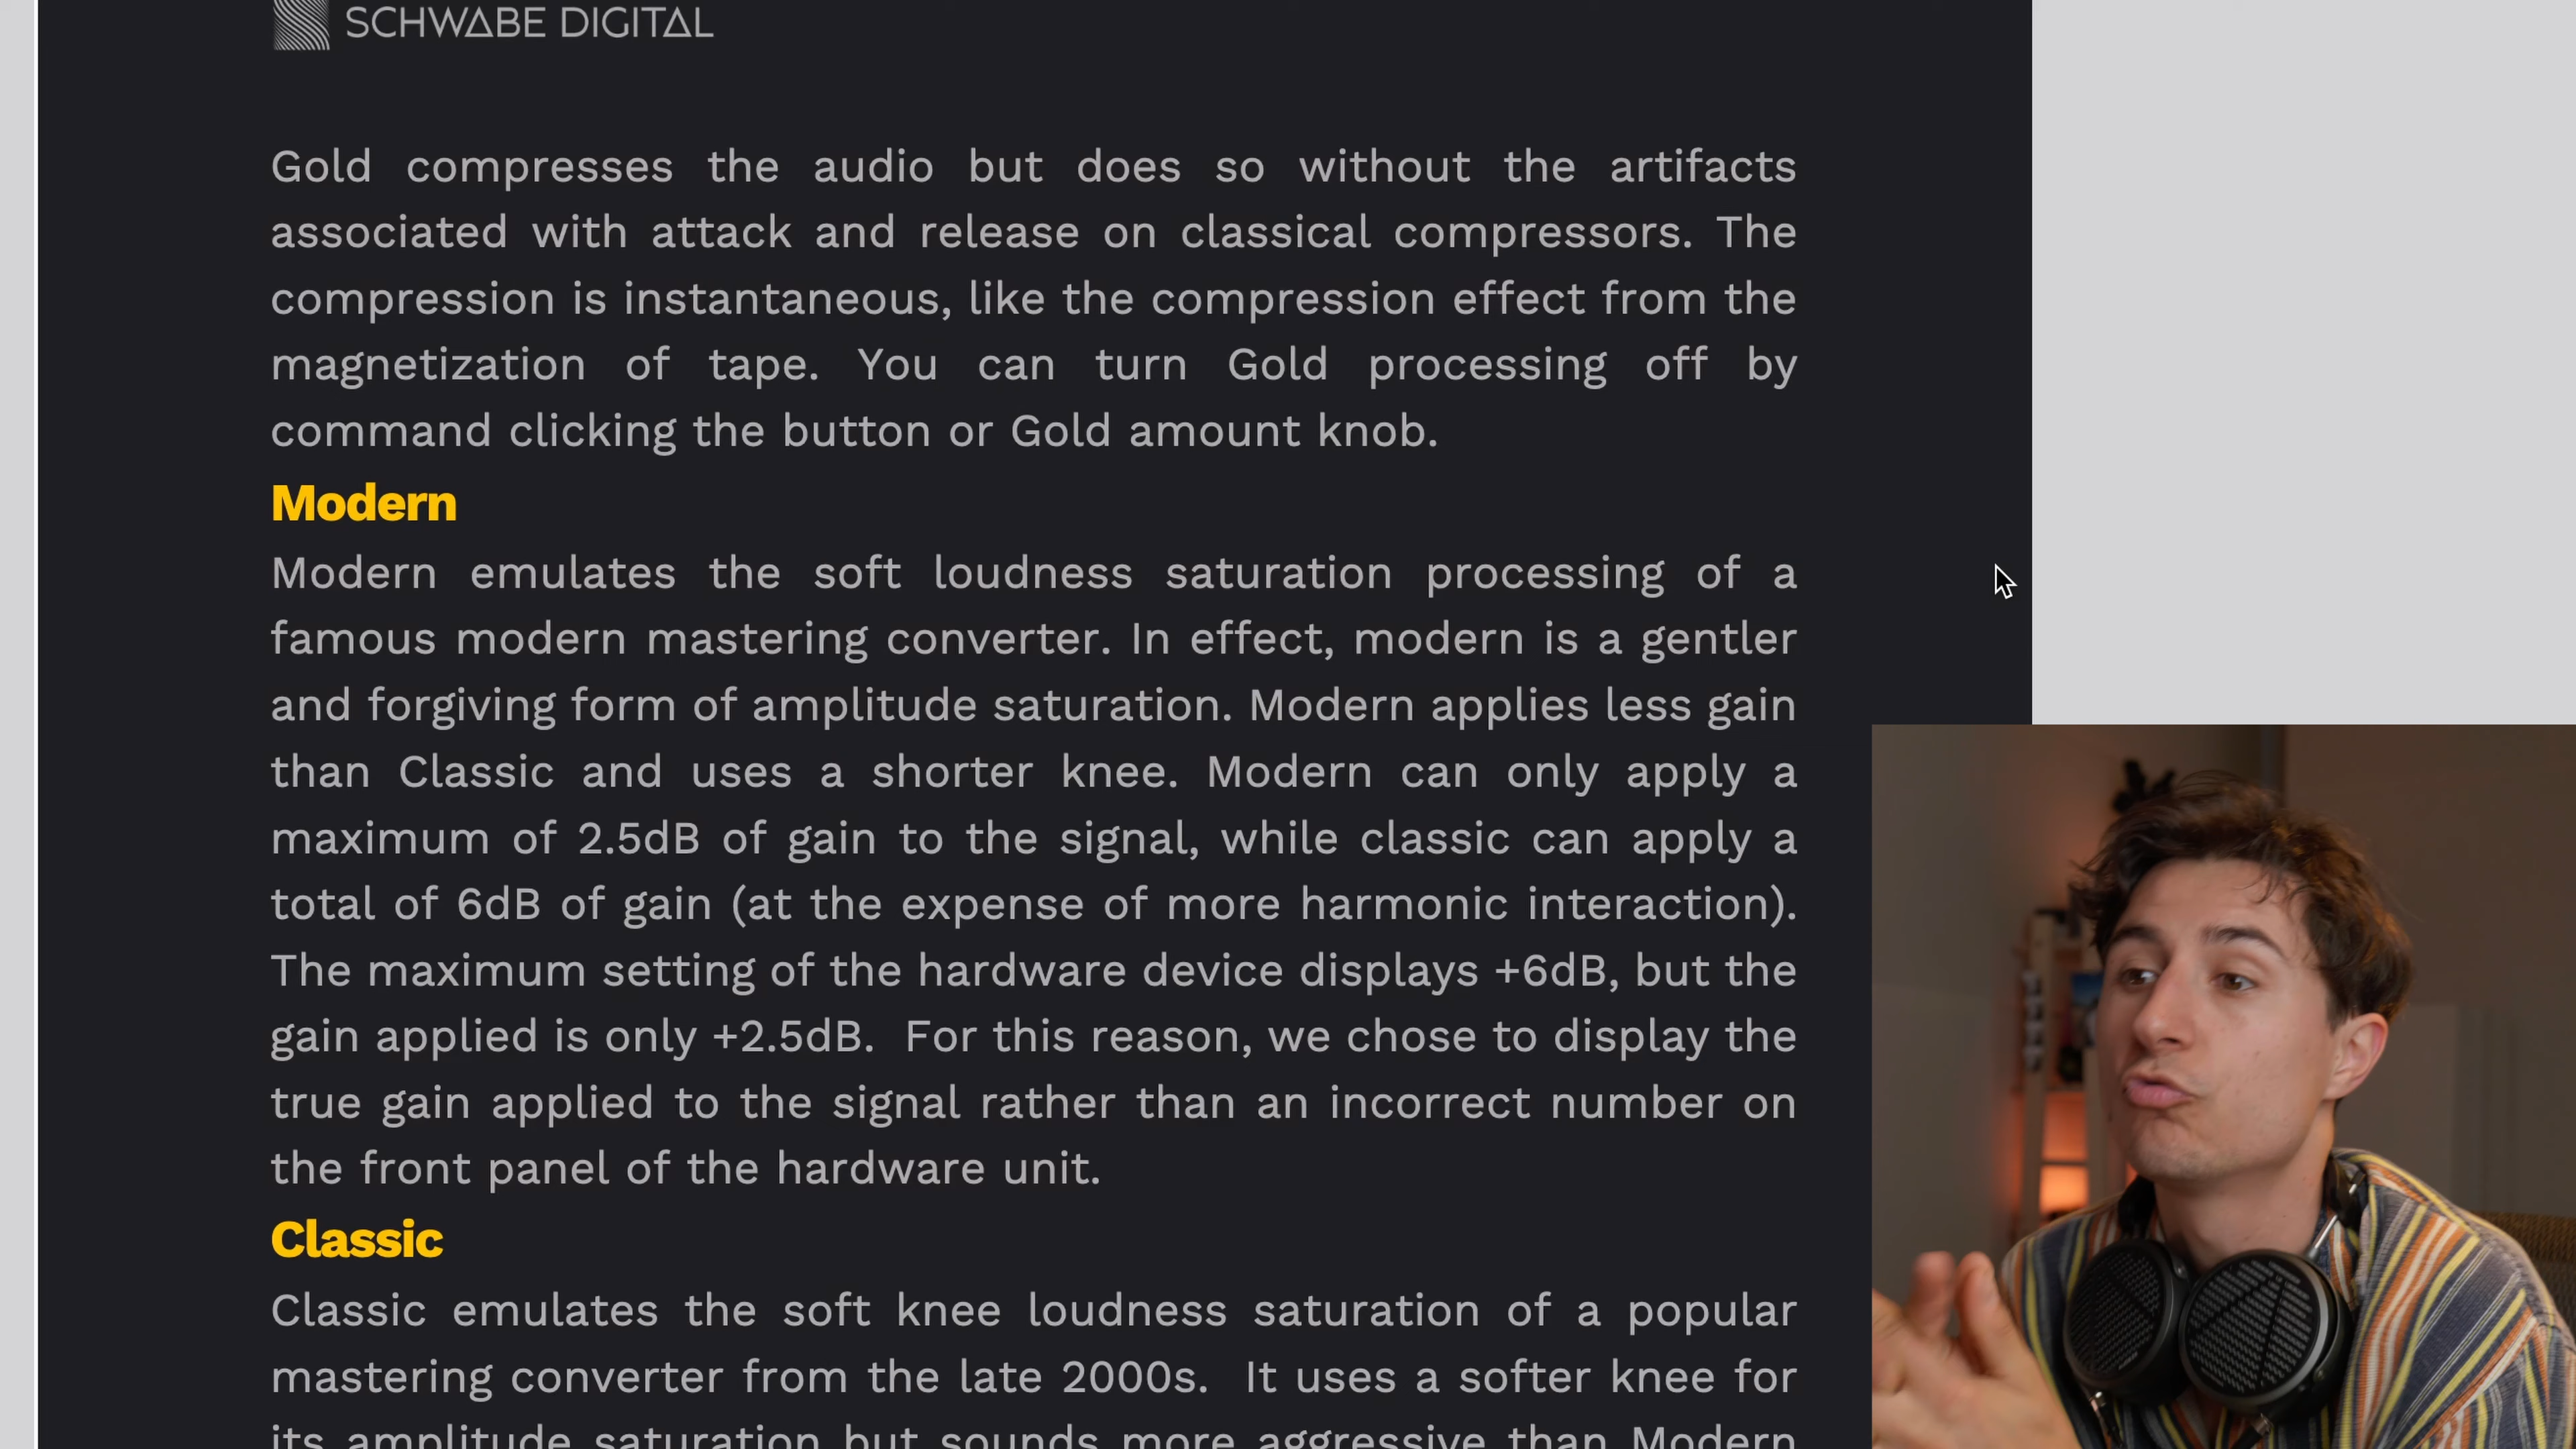 SCHWABE DIGITAL
Gold compresses the audio but does so without the artifacts
associated with attack and release on classical compressors. The
compression is instantaneous, like the compression effect from the
magnetization of tape. You can turn Gold processing off by
command clicking the button or Gold amount knob.
Modern
Modern emulates the soft loudness saturation processing of a
famous modern mastering converter. In effect, modern is a gentler
and forgiving form of amplitude saturation. Modern applies less gain
than Classic and uses a shorter knee. Modern can only apply a
maximum of 2.5dB of gain to the signal, while classic can apply a
total of 6dB of gain (at the expense of more harmonic interaction).
The maximum setting of the hardware device displays +6dB, but the
gain applied is only +2.5dB.  For this reason, we chose to display the
true gain applied to the signal rather than an incorrect number on
the front panel of the hardware unit.
Classic
Classic emulates the soft knee loudness saturation of a popular
mastering converter from the late 2000s.  It uses a softer knee for
its amplitude saturation but sounds more aggressive than Modern